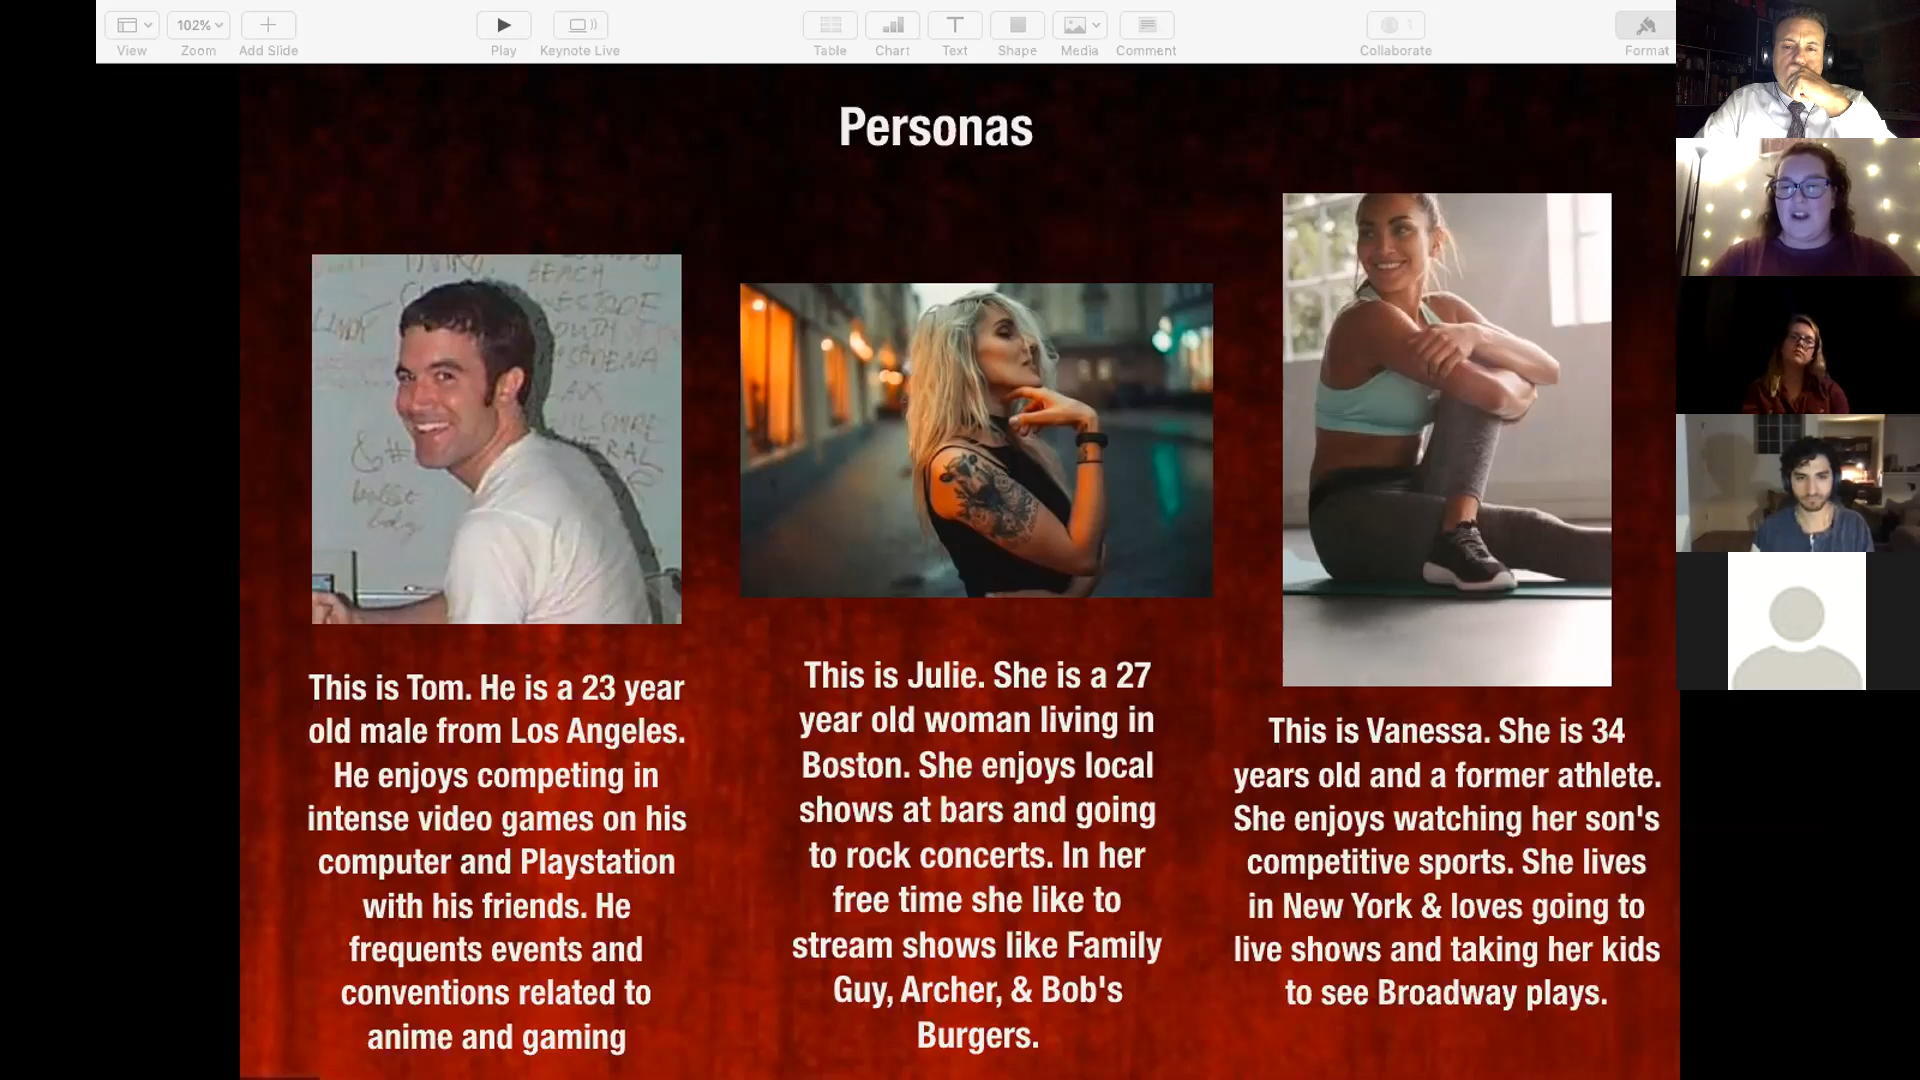 102%
View
Zoom
Add Slide
Play
Keynote Live
Table
Chart
Text
Shape
Media
Comment
1
Collaborate
Format
Personas
BEACH
This is Tom. He is a 23 year
old male from Los Angeles.
He enjoys competing in
intense video games on his
computer and Playstation
with his friends. He
frequents events and
conventions related to
anime and gaming
This is Julie. She is a 27
year old woman living in
Boston. She enjoys local
shows at bars and going
to rock concerts. In her
free time she like to
stream shows like Family
Guy, Archer, & Bob's
Burgers.
This is Vanessa. She is 34
years old and a former athlete.
She enjoys watching her son's
competitive sports. She lives
in New York & loves going to
live shows and taking her kids
to see Broadway plays.